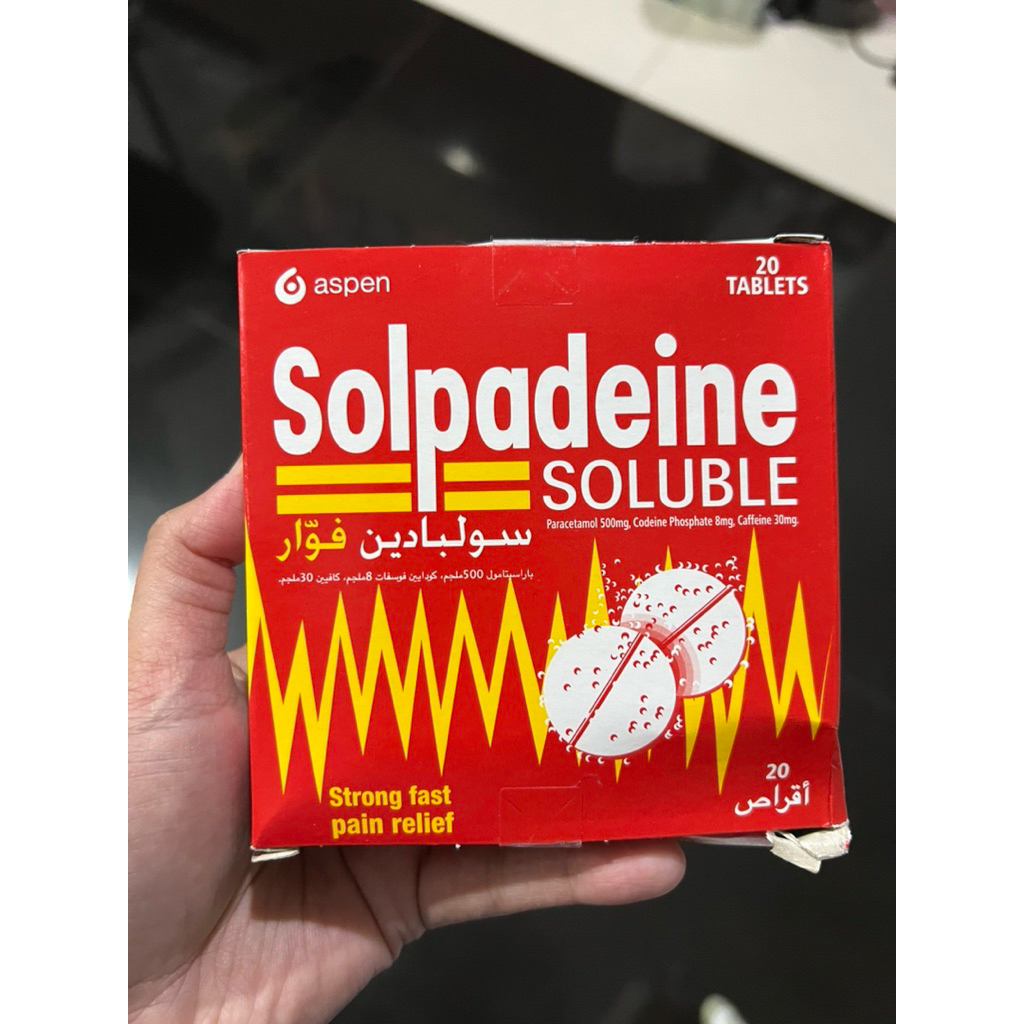 aspen
20
TABLETS
Solpadeine
SOLUBLE
Paracetamol 500mg, Codeine Phosphate 8mg, Caffeine 30mg.
سولبادين فوّار
باراسيتامول 500ملجم، كودايين فوسفات 8ملجم، كافيين 30ملجم.
Strong fast
pain relief
20
أقراص